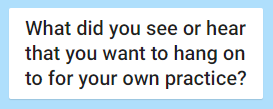 What did you see or hear
that you want to hang on
to for your own practice?